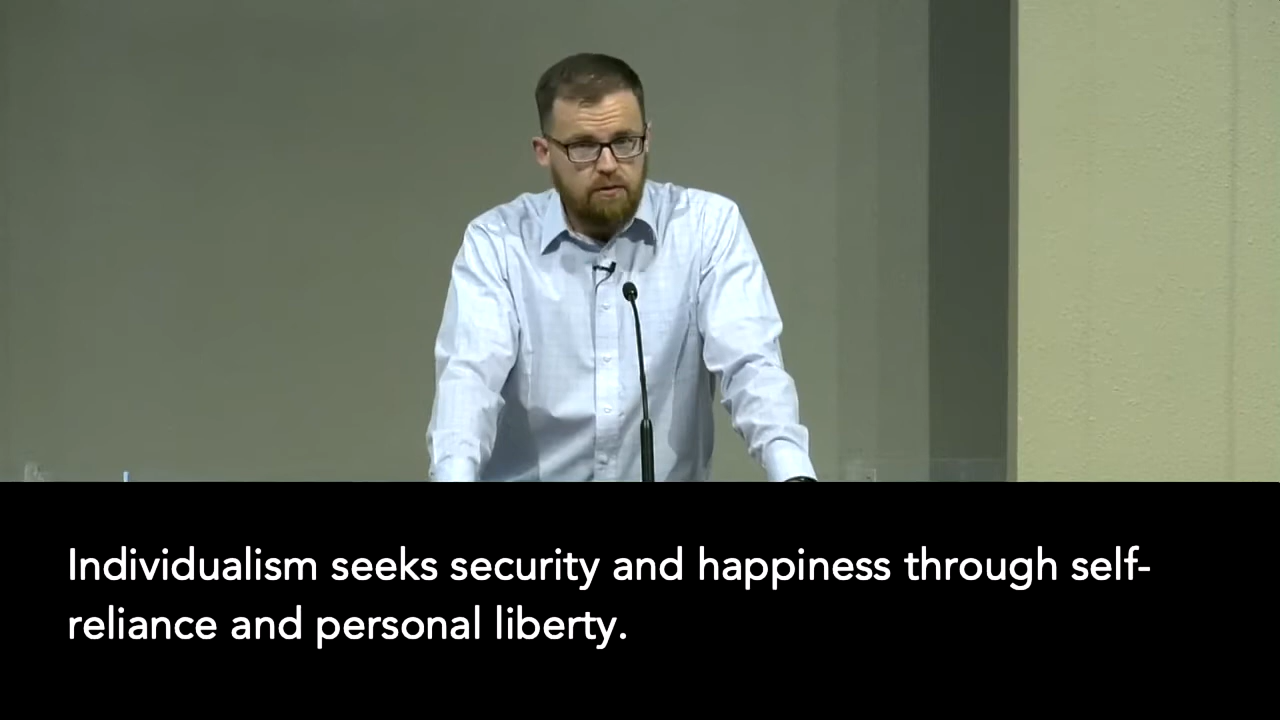 Individualism seeks security and happiness through self-
reliance and personal liberty.